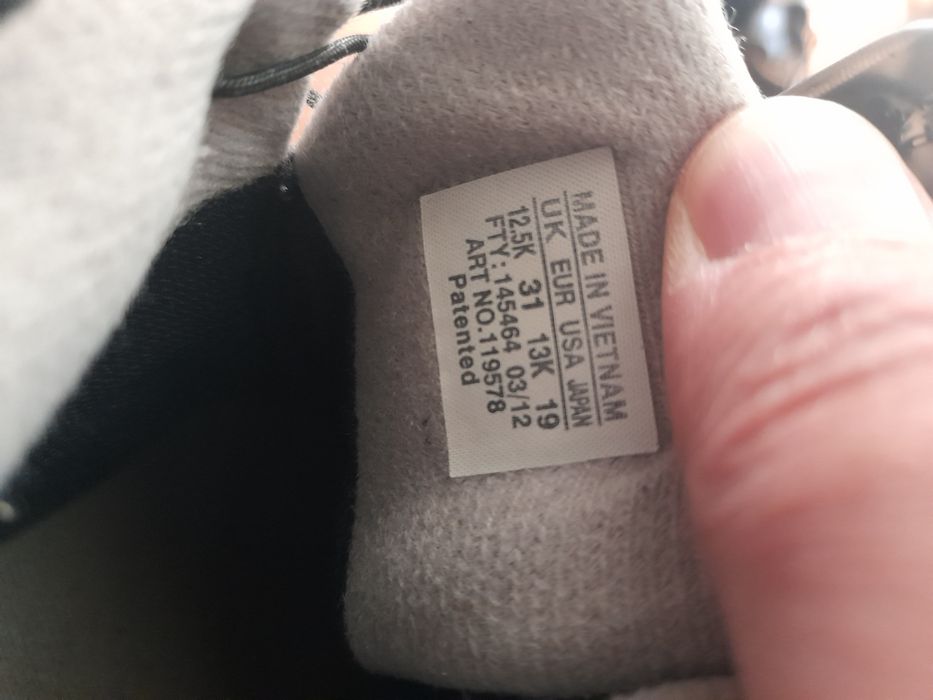 MADE IN VIETNAM
UK EUR USA JAPAN
12,5K 31 13K 19
FTY:145464 03/12
ART NO.119578
Patented